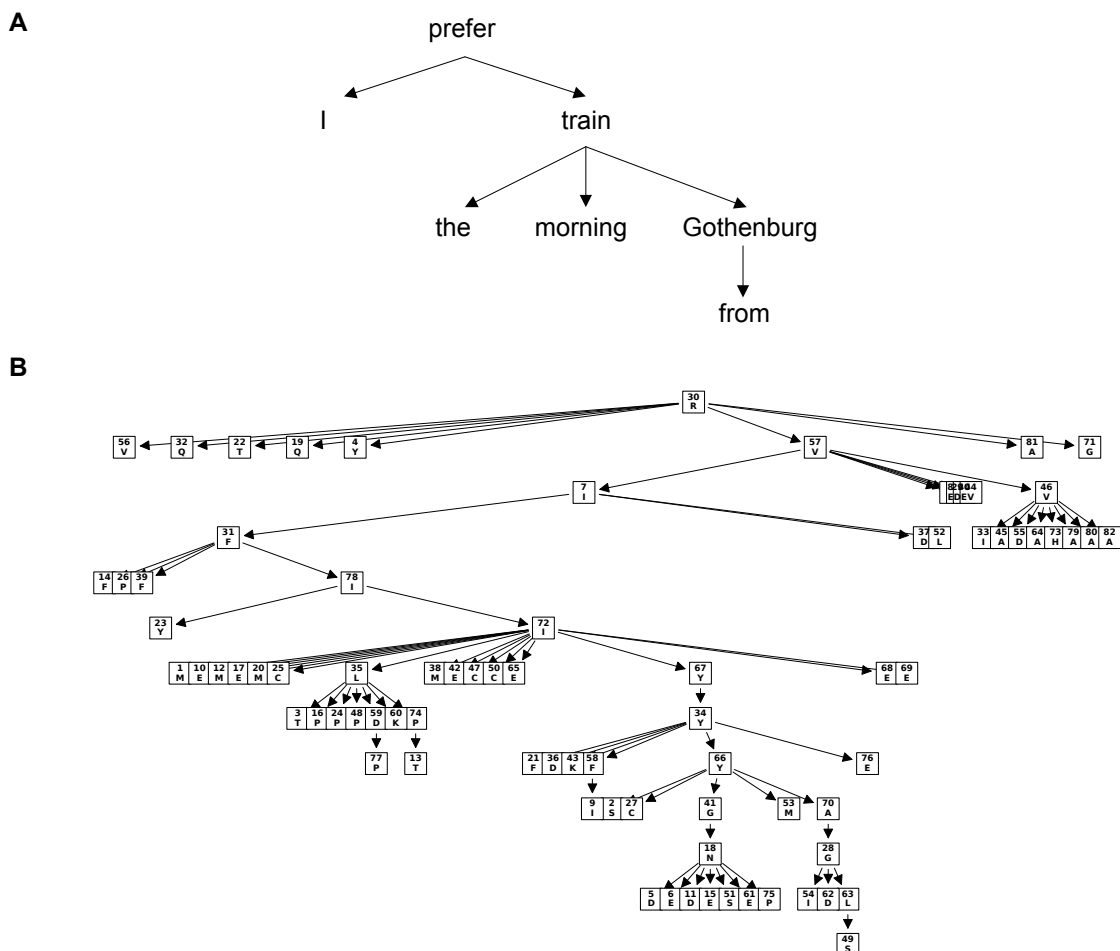 A
prefer
I train
the morning Gothenburg
from
B
30
R
56 32 22 19 4 57 81 71
V Q T Q Y V A G
7 46
I V
31 37 52 33 45 55 64 73 79 80 82
F D L I A D A H A A A
14 26 39 78
F P F I
23 72
Y I
1 10 12 17 20 25 35 38 42 47 50 65 67 68 69
M E M E M C L M E C C E Y E E
3 16 24 48 59 60 74 34
T P P P D K P Y
77 13 21 36 43 58 66 76
P T F D K F Y E
9 2 27 41 53 70
I S C G M A
18 28
N G
5 6 11 15 51 61 75 54 62 63
D E D E S E P I D L
49
S